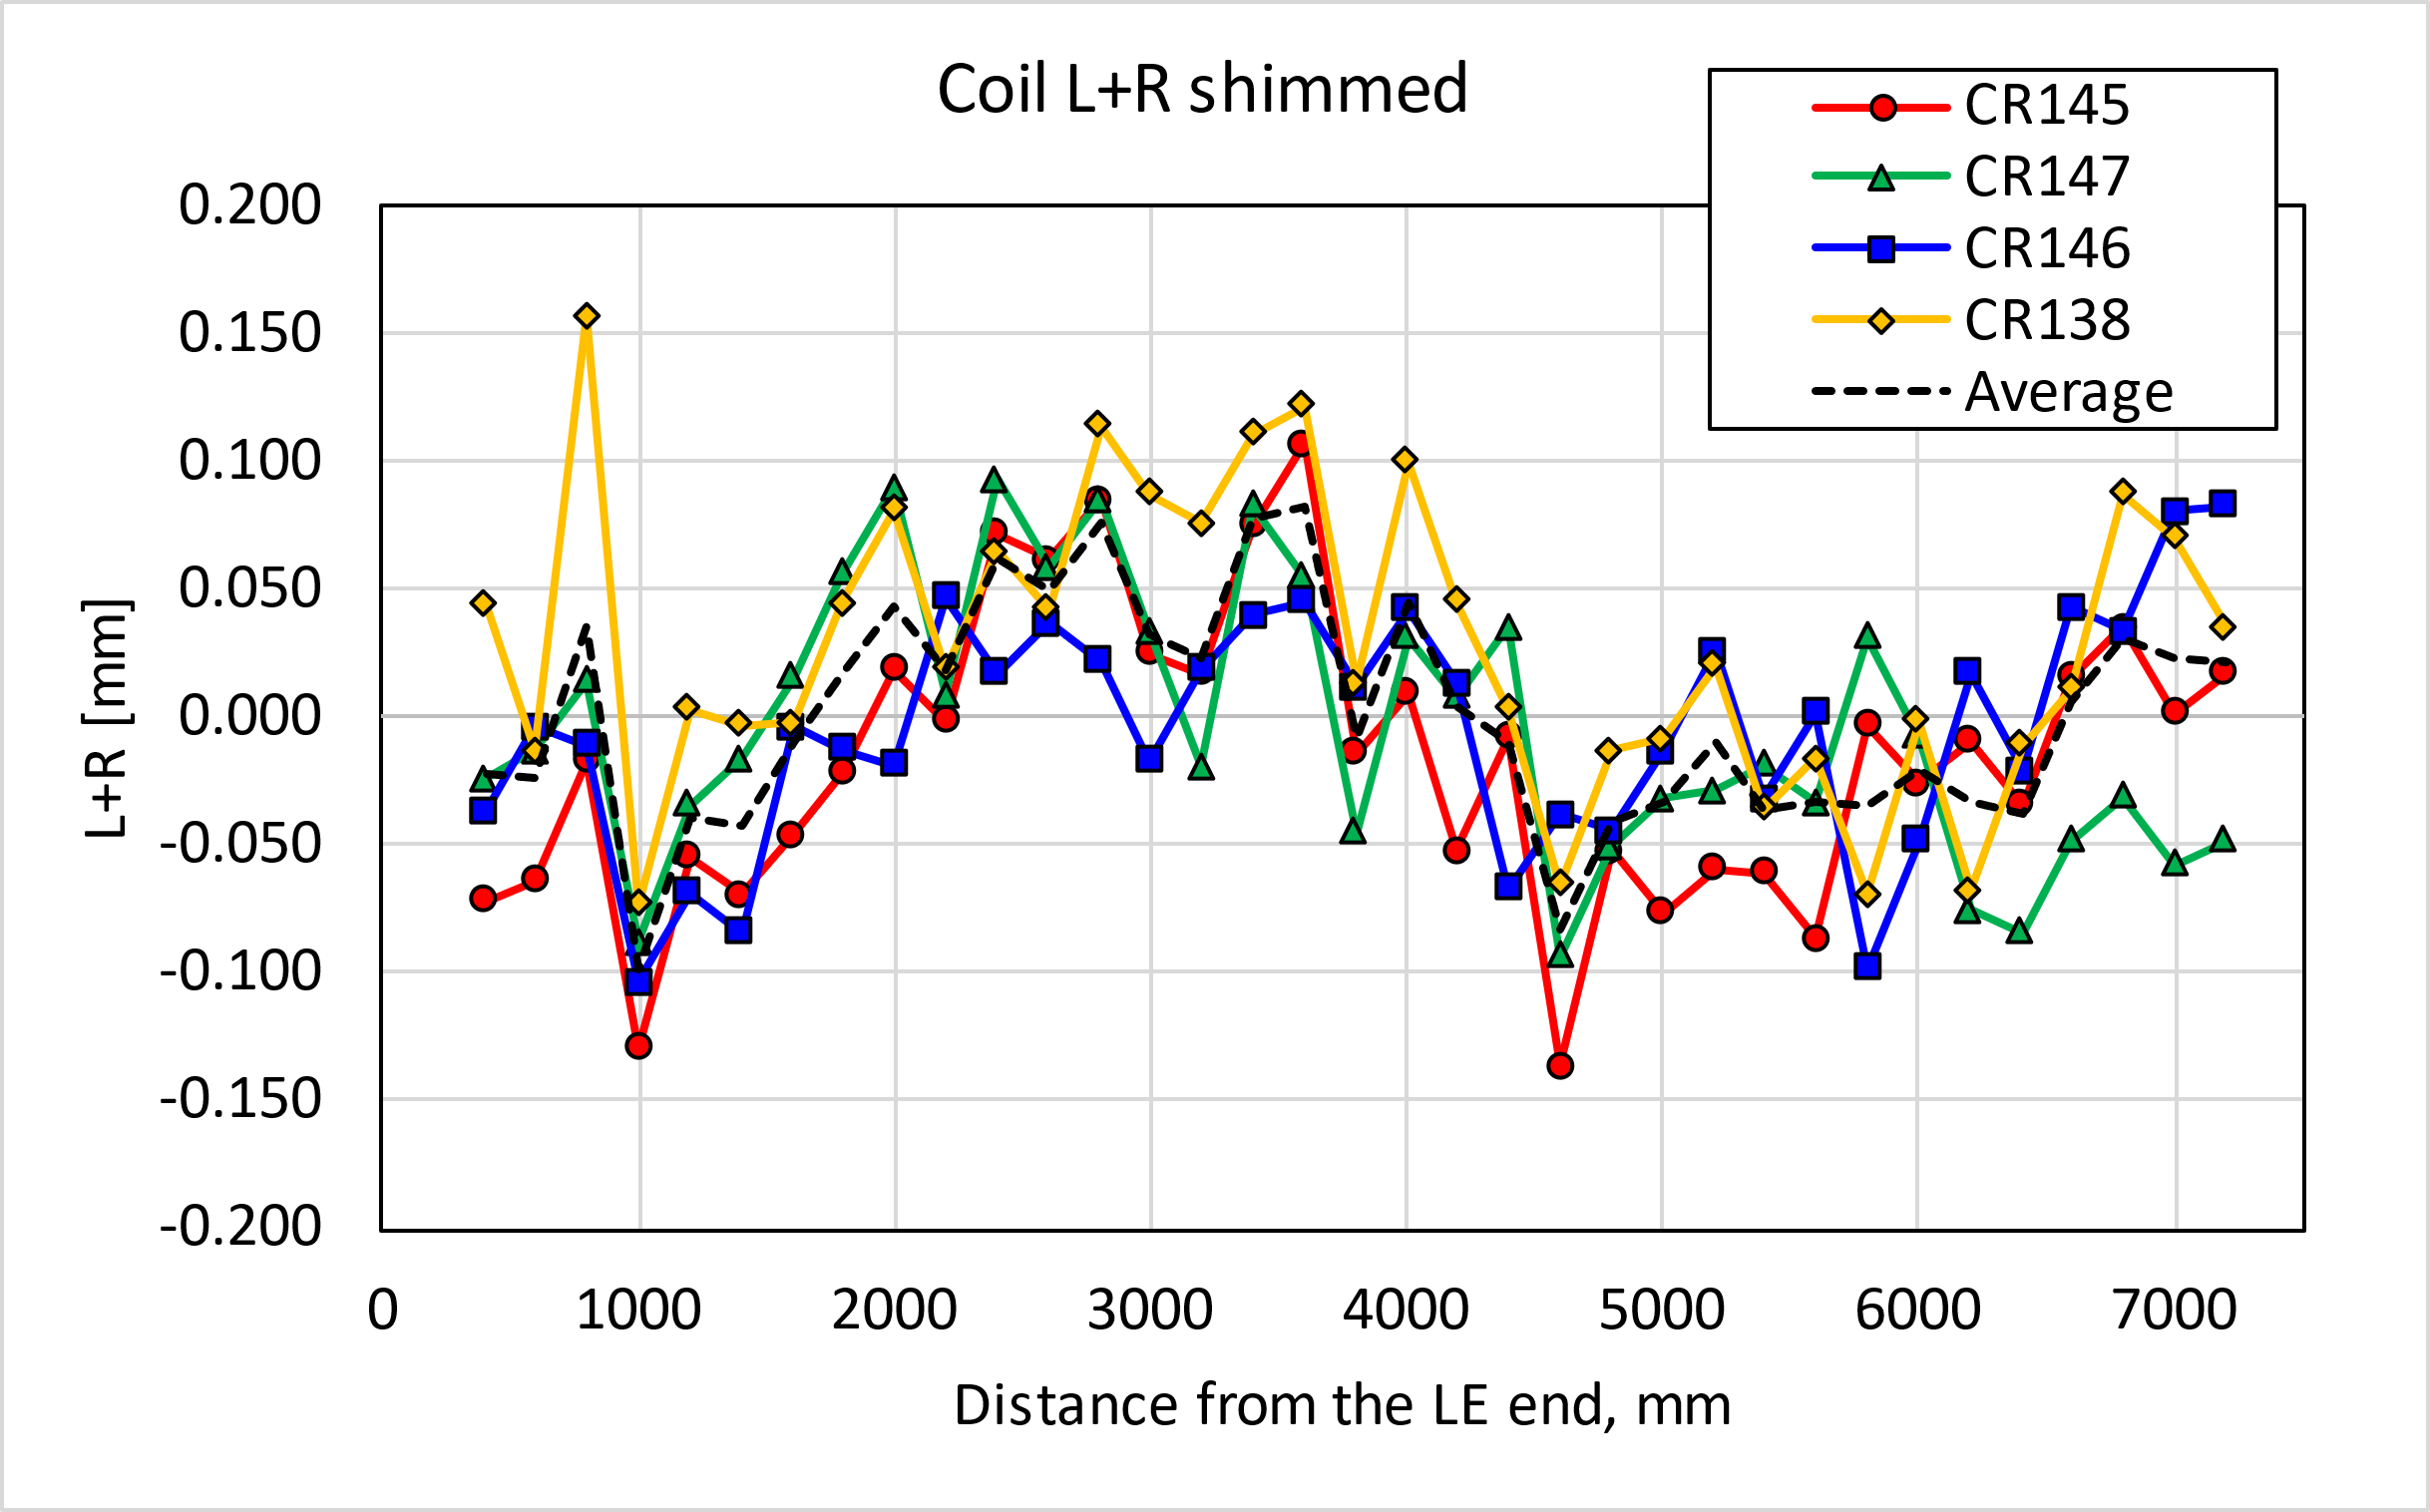 Coil L+R shimmed
CR145
CR147
CR146
CR138
Average
0.200
0.150
0.100
0.050
0.000
-0.050
-0.100
-0.150
-0.200
L+R [mm]
0 1000 2000 3000 4000 5000 6000 7000
Distance from the LE end, mm